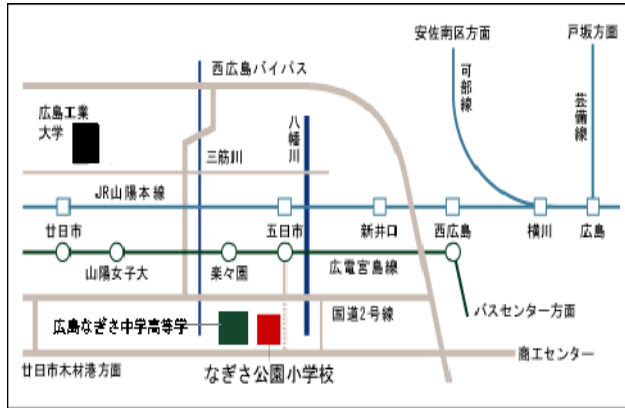 安佐南区方面
戸坂方面
西広島バイパス
可部線
芸備線
広島工業
大学
八幡川
三筋川
JR山陽本線
廿日市
五日市
新井口
西広島
横川
広島
山陽女子大
楽々園
広電宮島線
広島なぎさ中学高等学
国道2号線
バスセンター方面
廿日市木材港方面
なぎさ公園小学校
商工センター